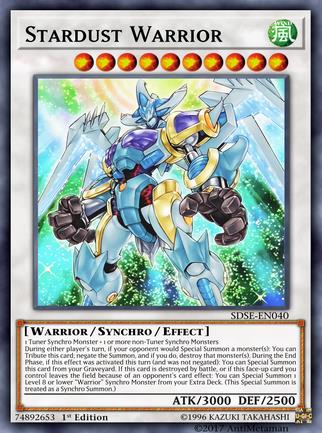 Stardust Warrior
WIND
風
SDSE-EN040
[Warrior/Synchro/Effect]
1 Tuner Synchro Monster + 1 or more non-Tuner Synchro Monsters
During either player's turn, if your opponent would Special Summon a monster(s): You can
Tribute this card; negate the Summon, and if you do, destroy that monster(s). During the End
Phase, if this effect was activated this turn (and was not negated): You can Special Summon
this card from your Graveyard. If this card is destroyed by battle, or if this face-up card you
control leaves the field because of an opponent's card effect: You can Special Summon 1
Level 8 or lower "Warrior" Synchro Monster from your Extra Deck. (This Special Summon is
treated as a Synchro Summon.)
ATK/3000 DEF/2500
74892653 1st Edition ©1996 KAZUKI TAKAHASHI
©2017 AntiMetaman